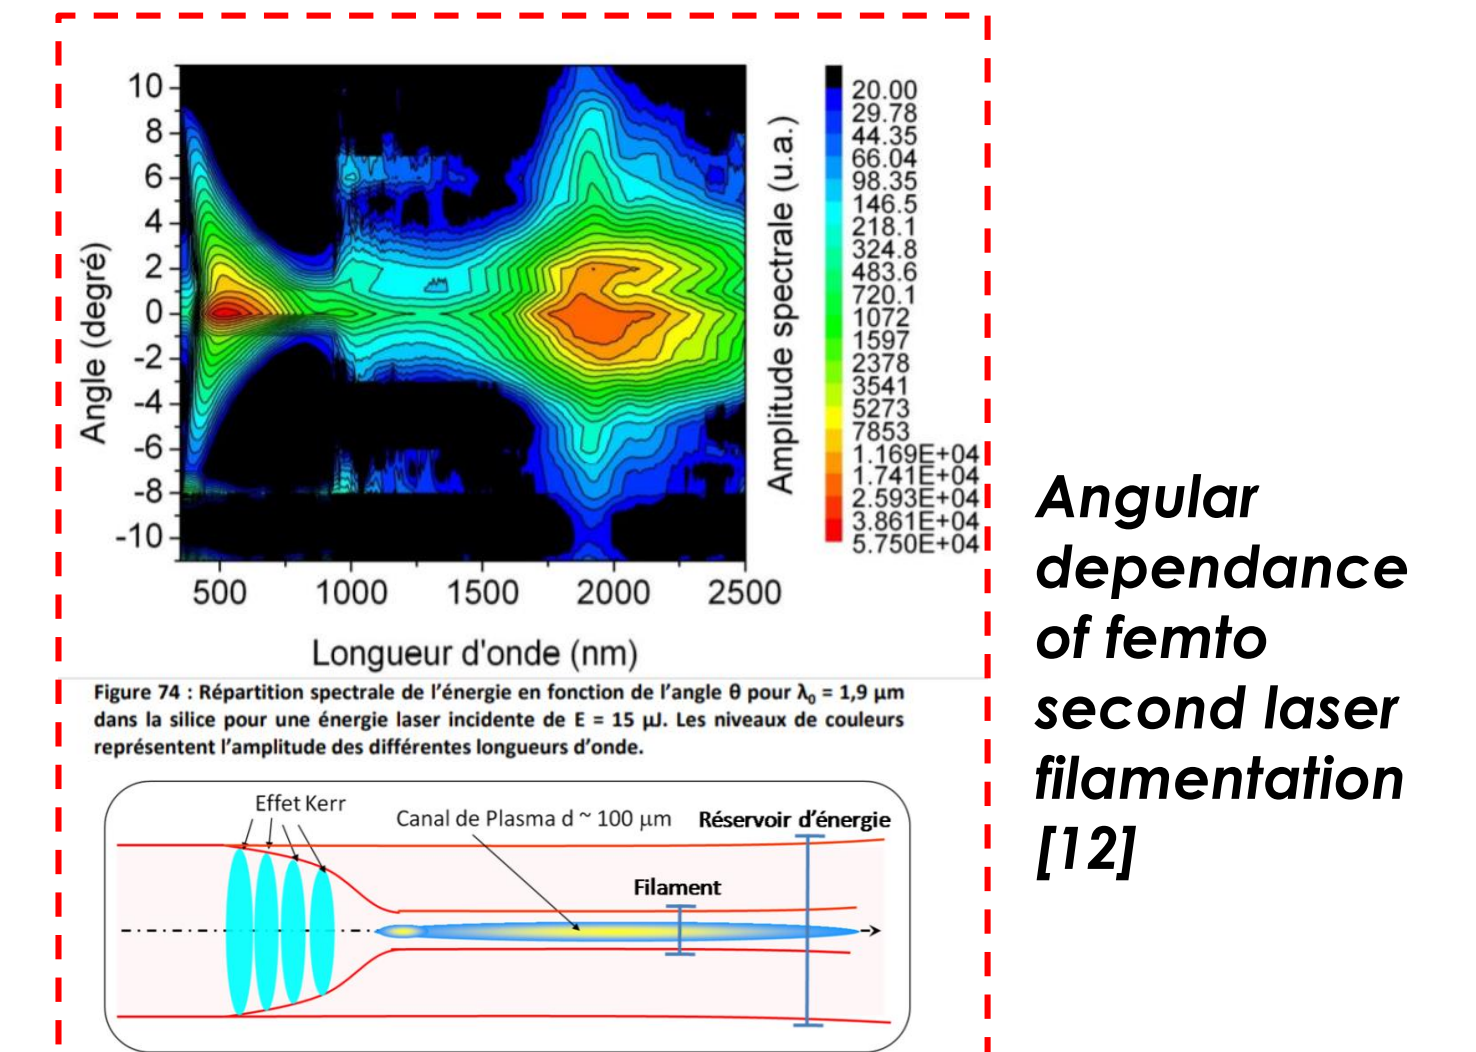 10
8
6
4
2
0
-2
-4
-6
-8
-10
Angle (degré)
500 1000 1500 2000 2500
Longueur d'onde (nm)
Amplitude spectrale (u.a.)
20.00
29.78
44.35
66.04
98.35
146.5
218.1
324.8
483.6
720.1
1072
1597
2378
3541
5273
7853
1.169E+04
1.741E+04
2.593E+04
3.861E+04
5.750E+04
Figure 74 : Répartition spectrale de l'énergie en fonction de l'angle θ pour λ₀ = 1,9 µm
dans la silice pour une énergie laser incidente de E = 15 µJ. Les niveaux de couleurs
représentent l'amplitude des différentes longueurs d'onde.
Effet Kerr
Canal de Plasma d ~ 100 µm
Réservoir d'énergie
Filament
Angular
dependance
of femto
second laser
filamentation
[12]